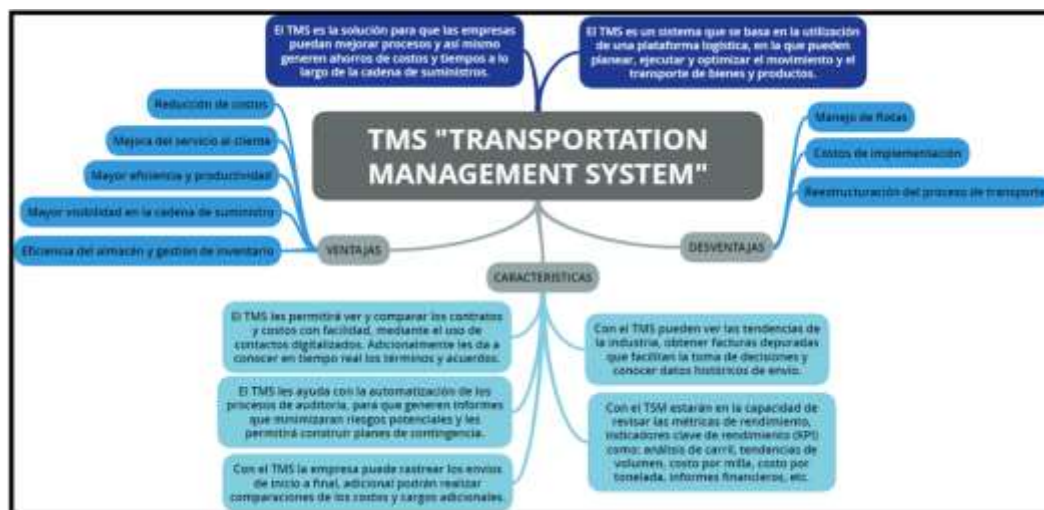 El TMS es la solución para que las empresas
puedan mejorar procesos y así mismo
generen ahorros de costos y tiempos a lo
largo de la cadena de suministros.
El TMS es un sistema que se basa en la utilización
de una plataforma logística, en la que pueden
planear, ejecutar y optimizar el movimiento y el
transporte de bienes y productos.
TMS "TRANSPORTATION
MANAGEMENT SYSTEM"
Reducción de costos
Mejora del servicio al cliente
Mayor eficiencia y productividad
Mayor visibilidad en la cadena de suministro
Eficiencia del almacén y gestión de inventario
VENTAJAS
Manejo de flotas
Costos de implementación
Reestructuración del proceso de transporte
DESVENTAJAS
CARACTERISTICAS
El TMS les permitirá ver y comparar los contratos
y costos con facilidad, mediante el uso de
contactos digitalizados. Adicionalmente les da a
conocer en tiempo real los términos y acuerdos.
El TMS les ayuda con la automatización de los
procesos de auditoria, para que generen informes
que minimizaran riesgos potenciales y les
permitirá construir planes de contingencia.
Con el TMS la empresa puede rastrear los envíos
de inicio a final, adicional podrán realizar
comparaciones de los costos y cargos adicionales.
Con el TMS pueden ver las tendencias de
la industria, obtener facturas depuradas
que facilitan la toma de decisiones y
conocer datos históricos de envío.
Con el TSM estarán en la capacidad de
revisar las métricas de rendimiento,
indicadores clave de rendimiento (KPI)
como: análisis de carril, tendencias de
volumen, costo por milla, costo por
tonelada, informes financieros, etc.